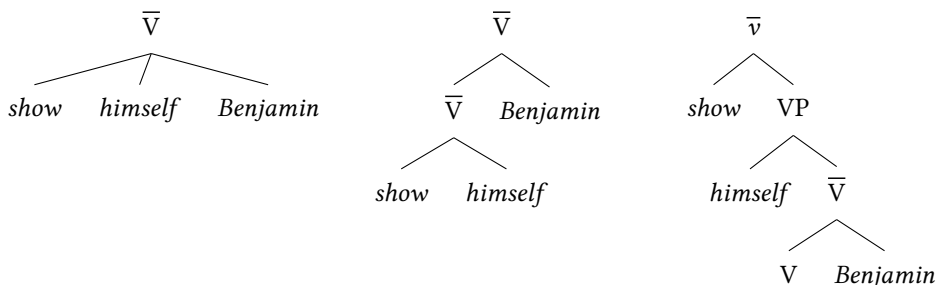 V̅ V̅ v̅
show himself Benjamin V̅ Benjamin show VP
show himself himself V̅
V Benjamin